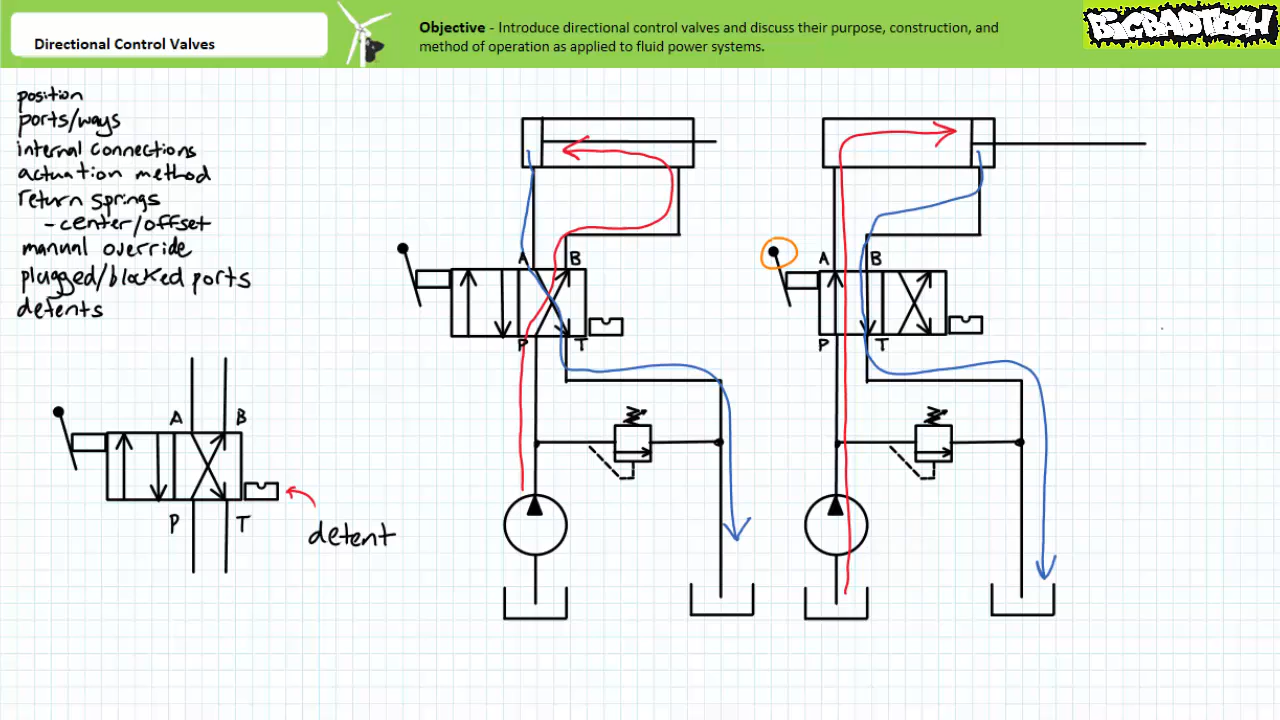 Directional Control Valves
Objective - Introduce directional control valves and discuss their purpose, construction, and
method of operation as applied to fluid power systems.
BIGBADTECH
position
ports/ways
internal connections
actuation method
return springs
- center/offset
manual override
plugged/blocked ports
detents
A B
P T
detent
A B
P T
A B
P T